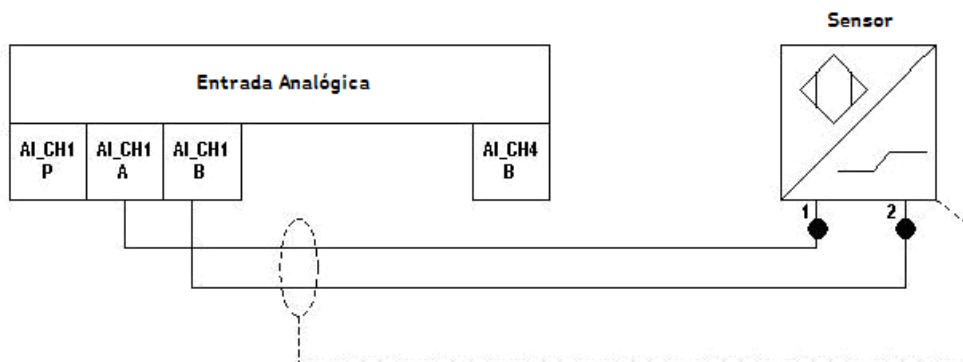 Sensor
Entrada Analógica
AI_CH1
P
AI_CH1
A
AI_CH1
B
AI_CH4
B
1
2